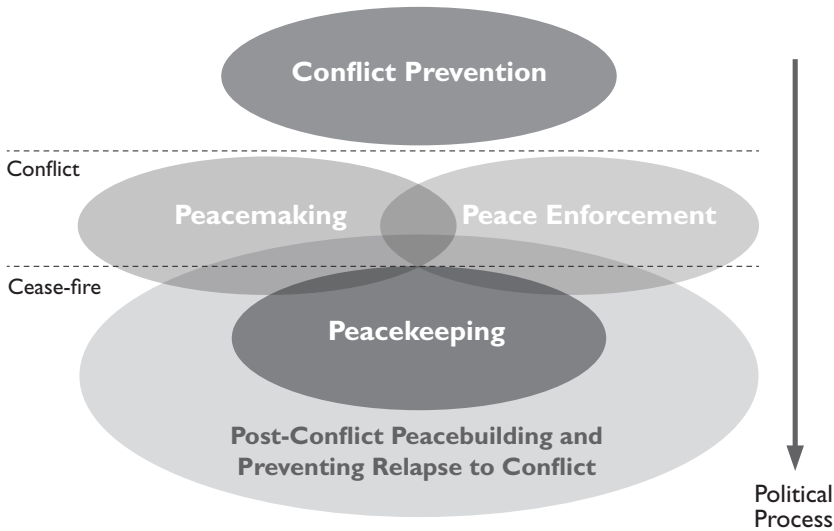 Conflict Prevention
Conflict
Peacemaking
Peace Enforcement
Cease-fire
Peacekeeping
Post-Conflict Peacebuilding and
Preventing Relapse to Conflict
Political
Process